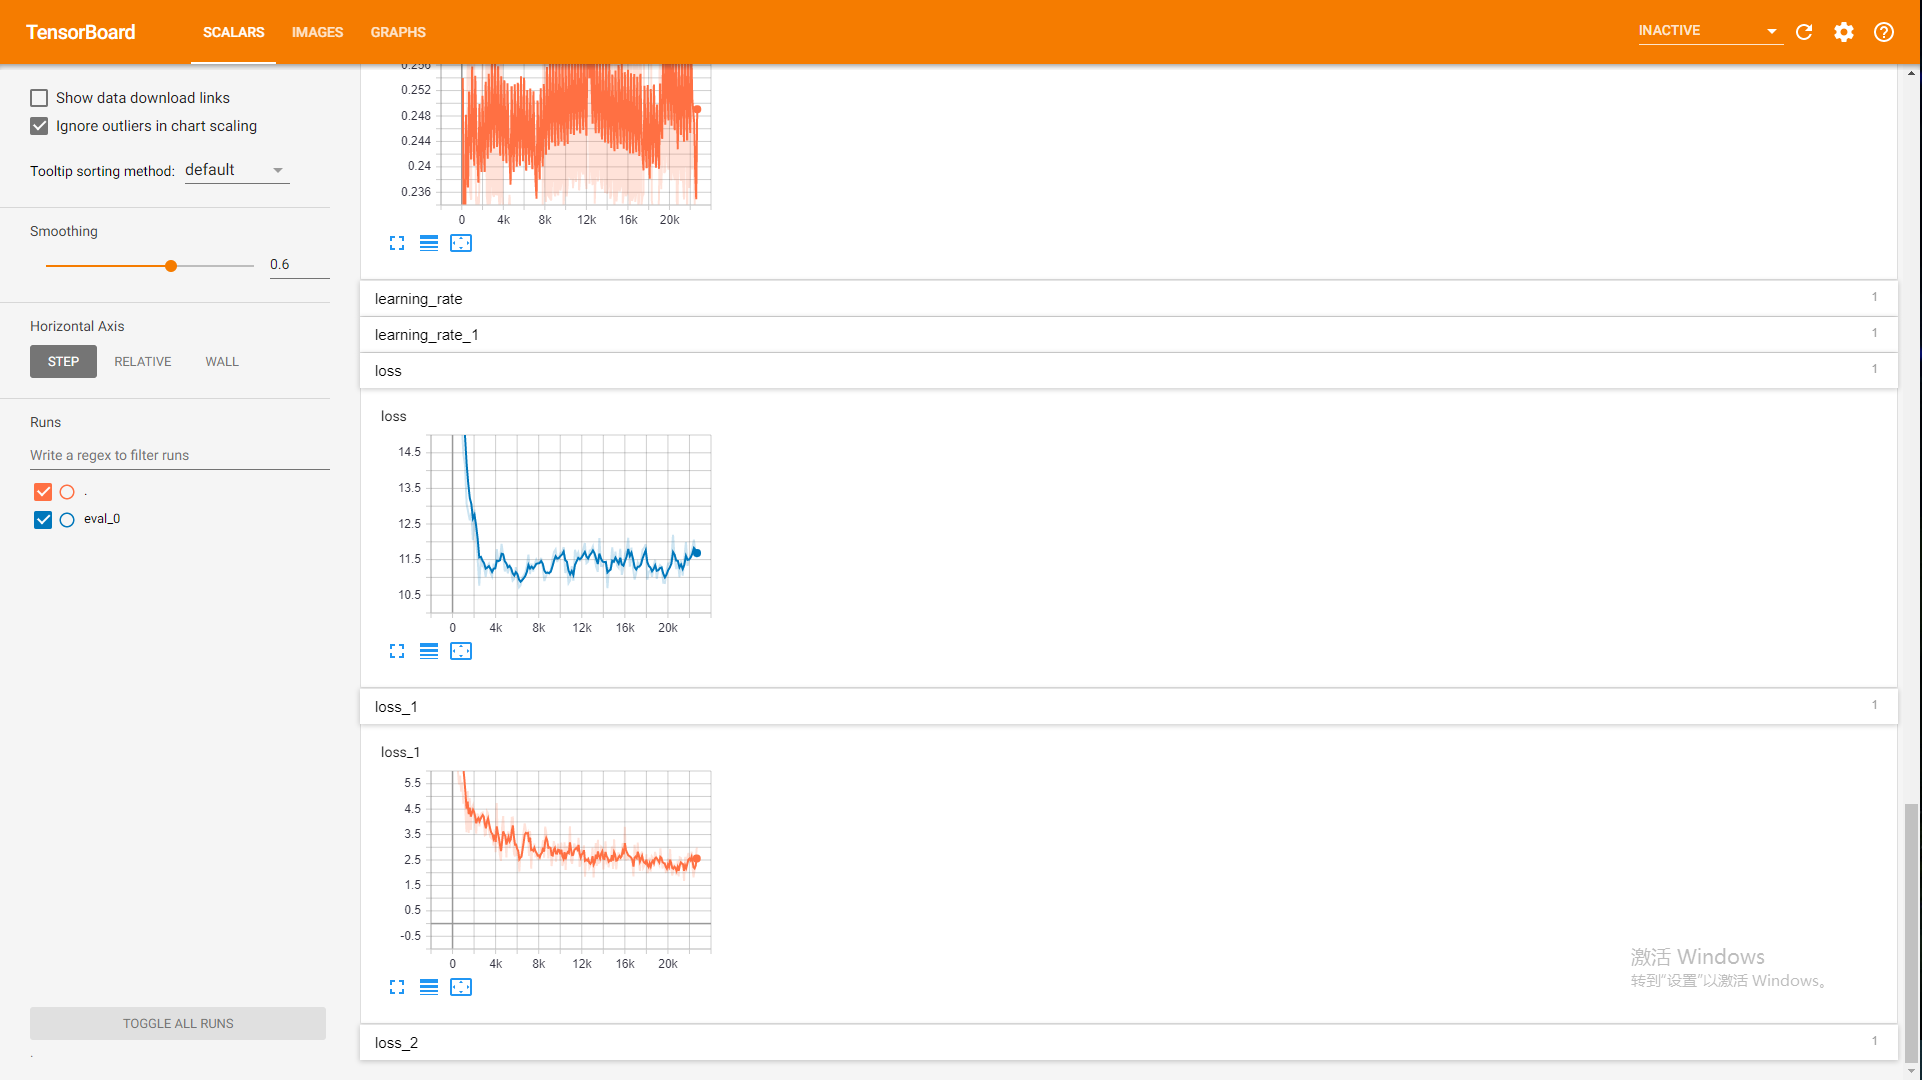 TensorBoard
SCALARS
IMAGES
GRAPHS
INACTIVE
Show data download links
Ignore outliers in chart scaling
Tooltip sorting method: default
Smoothing
0.6
Horizontal Axis
STEP
RELATIVE
WALL
Runs
Write a regex to filter runs
.
eval_0
TOGGLE ALL RUNS
.
0.256
0.252
0.248
0.244
0.24
0.236
0 4k 8k 12k 16k 20k
learning_rate 1
learning_rate_1 1
loss 1
loss
14.5
13.5
12.5
11.5
10.5
0 4k 8k 12k 16k 20k
loss_1 1
loss_1
5.5
4.5
3.5
2.5
1.5
0.5
-0.5
0 4k 8k 12k 16k 20k
loss_2 1
激活 Windows
转到“设置”以激活 Windows。